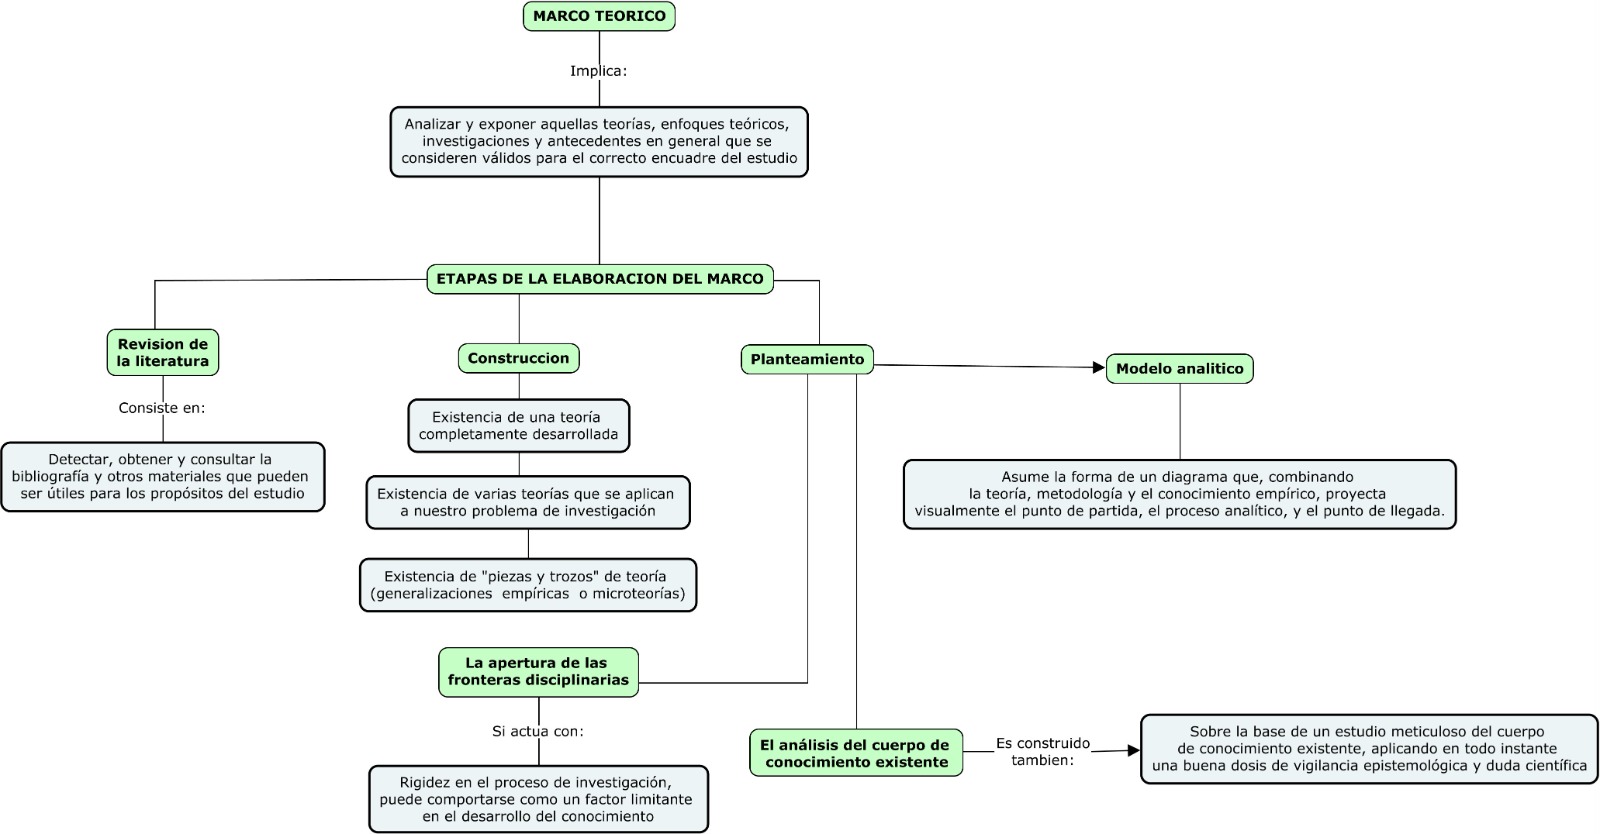 MARCO TEORICO
Implica:
Analizar y exponer aquellas teorías, enfoques teóricos,
investigaciones y antecedentes en general que se
consideren válidos para el correcto encuadre del estudio
ETAPAS DE LA ELABORACION DEL MARCO
Revision de
la literatura
Consiste en:
Detectar, obtener y consultar la
bibliografía y otros materiales que pueden
ser útiles para los propósitos del estudio
Construccion
Existencia de una teoría
completamente desarrollada
Existencia de varias teorías que se aplican
a nuestro problema de investigación
Existencia de "piezas y trozos" de teoría
(generalizaciones empíricas o microteorías)
Planteamiento
Modelo analitico
Asume la forma de un diagrama que, combinando
la teoría, metodología y el conocimiento empírico, proyecta
visualmente el punto de partida, el proceso analítico, y el punto de llegada.
La apertura de las
fronteras disciplinarias
Si actua con:
Rigidez en el proceso de investigación,
puede comportarse como un factor limitante
en el desarrollo del conocimiento
El análisis del cuerpo de
conocimiento existente
Es construido
tambien:
Sobre la base de un estudio meticuloso del cuerpo
de conocimiento existente, aplicando en todo instante
una buena dosis de vigilancia epistemológica y duda científica